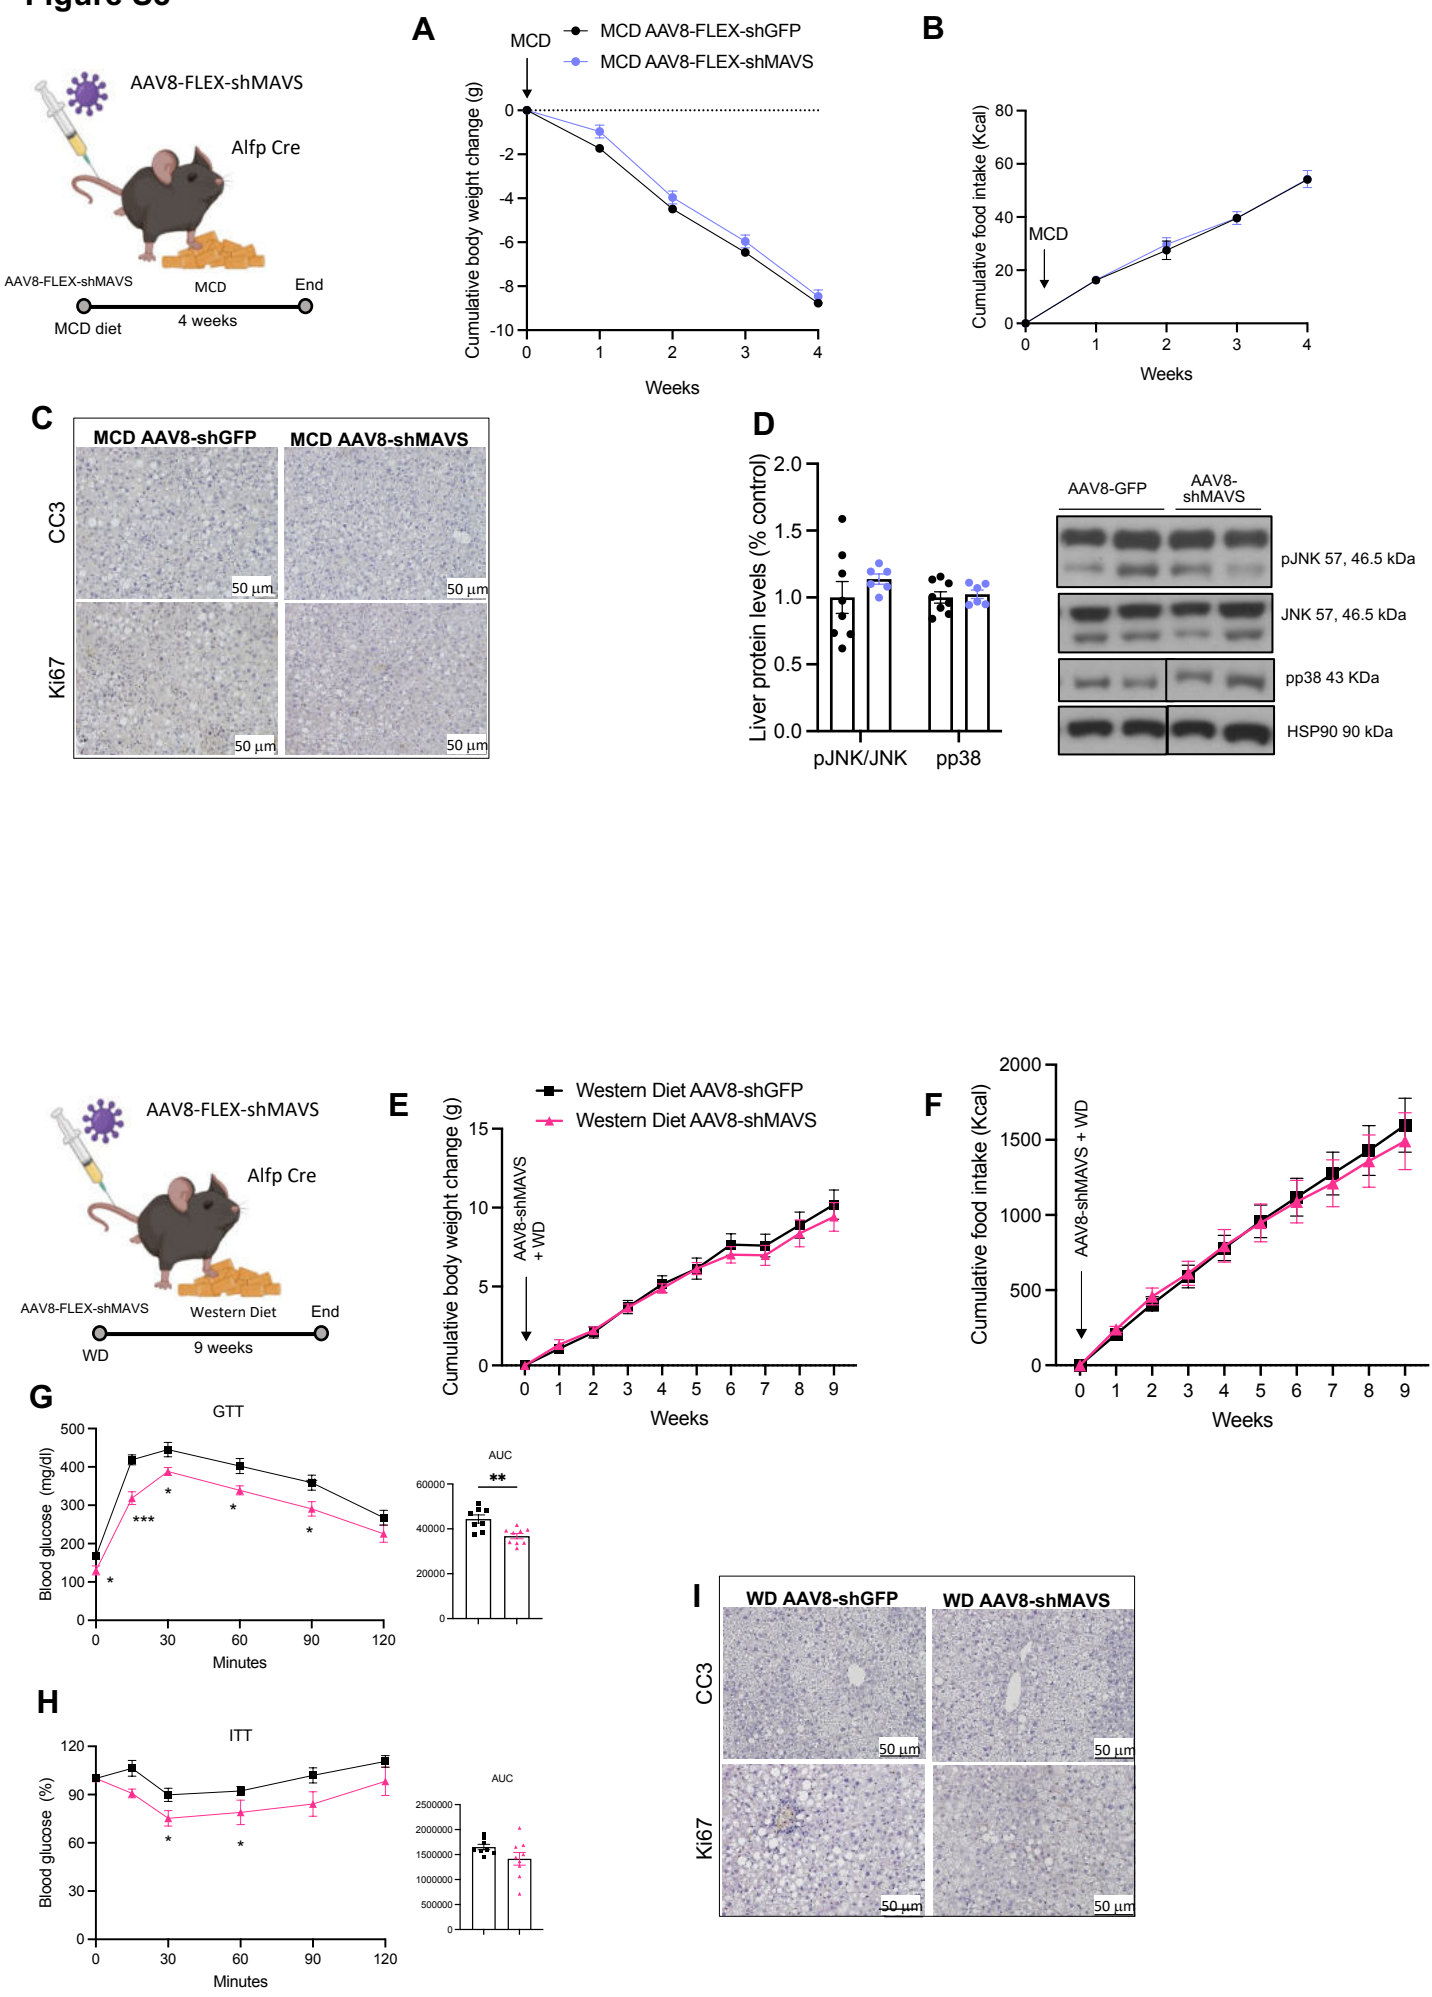 A
MCD
MCD AAV8-FLEX-shGFP
MCD AAV8-FLEX-shMAVS
B
AAV8-FLEX-shMAVS
Alfp Cre
AAV8-FLEX-shMAVS
MCD
End
MCD diet
4 weeks
Cumulative body weight change (g)
0
-2
-4
-6
-8
-10
0 1 2 3 4
Weeks
Cumulative food intake (Kcal)
80
60
40
20
0
MCD
0 1 2 3 4
Weeks
C
MCD AAV8-shGFP MCD AAV8-shMAVS
CC3
50 µm 50 µm
Ki67
50 µm 50 µm
D
Liver protein levels (% control)
2.0
1.5
1.0
0.5
0.0
pJNK/JNK pp38
AAV8-GFP
AAV8-
shMAVS
pJNK 57, 46.5 kDa
JNK 57, 46.5 kDa
pp38 43 KDa
HSP90 90 kDa
AAV8-FLEX-shMAVS
Alfp Cre
AAV8-FLEX-shMAVS
Western Diet
End
WD
9 weeks
E
Western Diet AAV8-shGFP
Western Diet AAV8-shMAVS
Cumulative body weight change (g)
15
10
5
0
AAV8-shMAVS
+ WD
0 1 2 3 4 5 6 7 8 9
Weeks
F
Cumulative food intake (Kcal)
2000
1500
1000
500
0
AAV8-shMAVS + WD
0 1 2 3 4 5 6 7 8 9
Weeks
G
GTT
Blood glucose (mg/dl)
500
400
300
200
100
0
*
***
*
*
*
0 30 60 90 120
Minutes
AUC
**
60000
40000
20000
0
H
ITT
Blood glucose (%)
120
90
60
30
0
*
*
0 30 60 90 120
Minutes
AUC
2500000
2000000
1500000
1000000
500000
0
I
WD AAV8-shGFP WD AAV8-shMAVS
CC3
50 µm 50 µm
Ki67
50 µm 50 µm